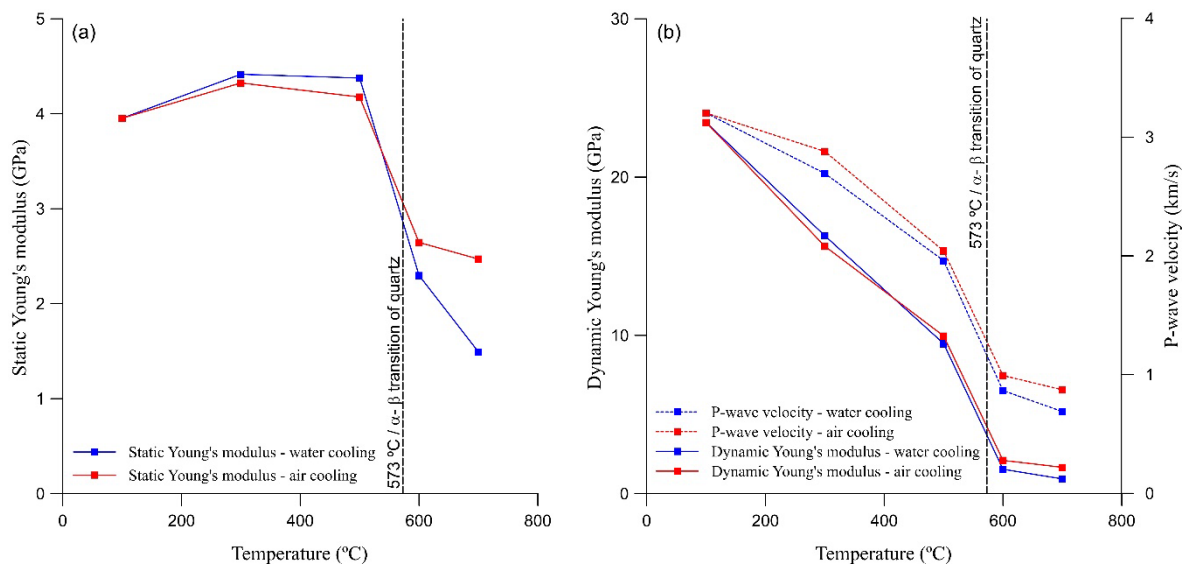 (a)
5
4
3
2
1
0
Static Young's modulus (GPa)
573 ºC / α- β transition of quartz
Static Young's modulus - water cooling
Static Young's modulus - air cooling
0 200 400 600 800
Temperature (ºC)
(b)
30
20
10
0
Dynamic Young's modulus (GPa)
573 ºC / α- β transition of quartz
P-wave velocity - water cooling
P-wave velocity - air cooling
Dynamic Young's modulus - water cooling
Dynamic Young's modulus - air cooling
4
3
2
1
0
P-wave velocity (km/s)
0 200 400 600 800
Temperature (ºC)